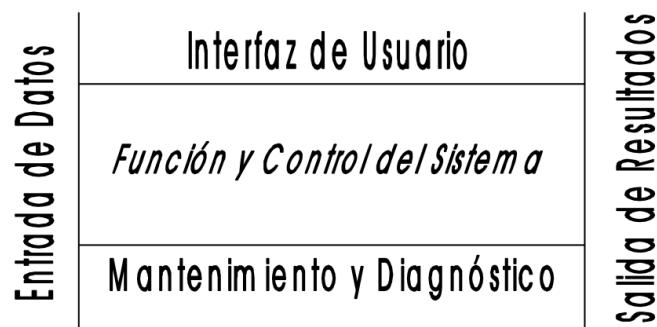 Entrada de Datos
Interfaz de Usuario
Función y Control del Sistema
Mantenimiento y Diagnóstico
Salida de Resultados